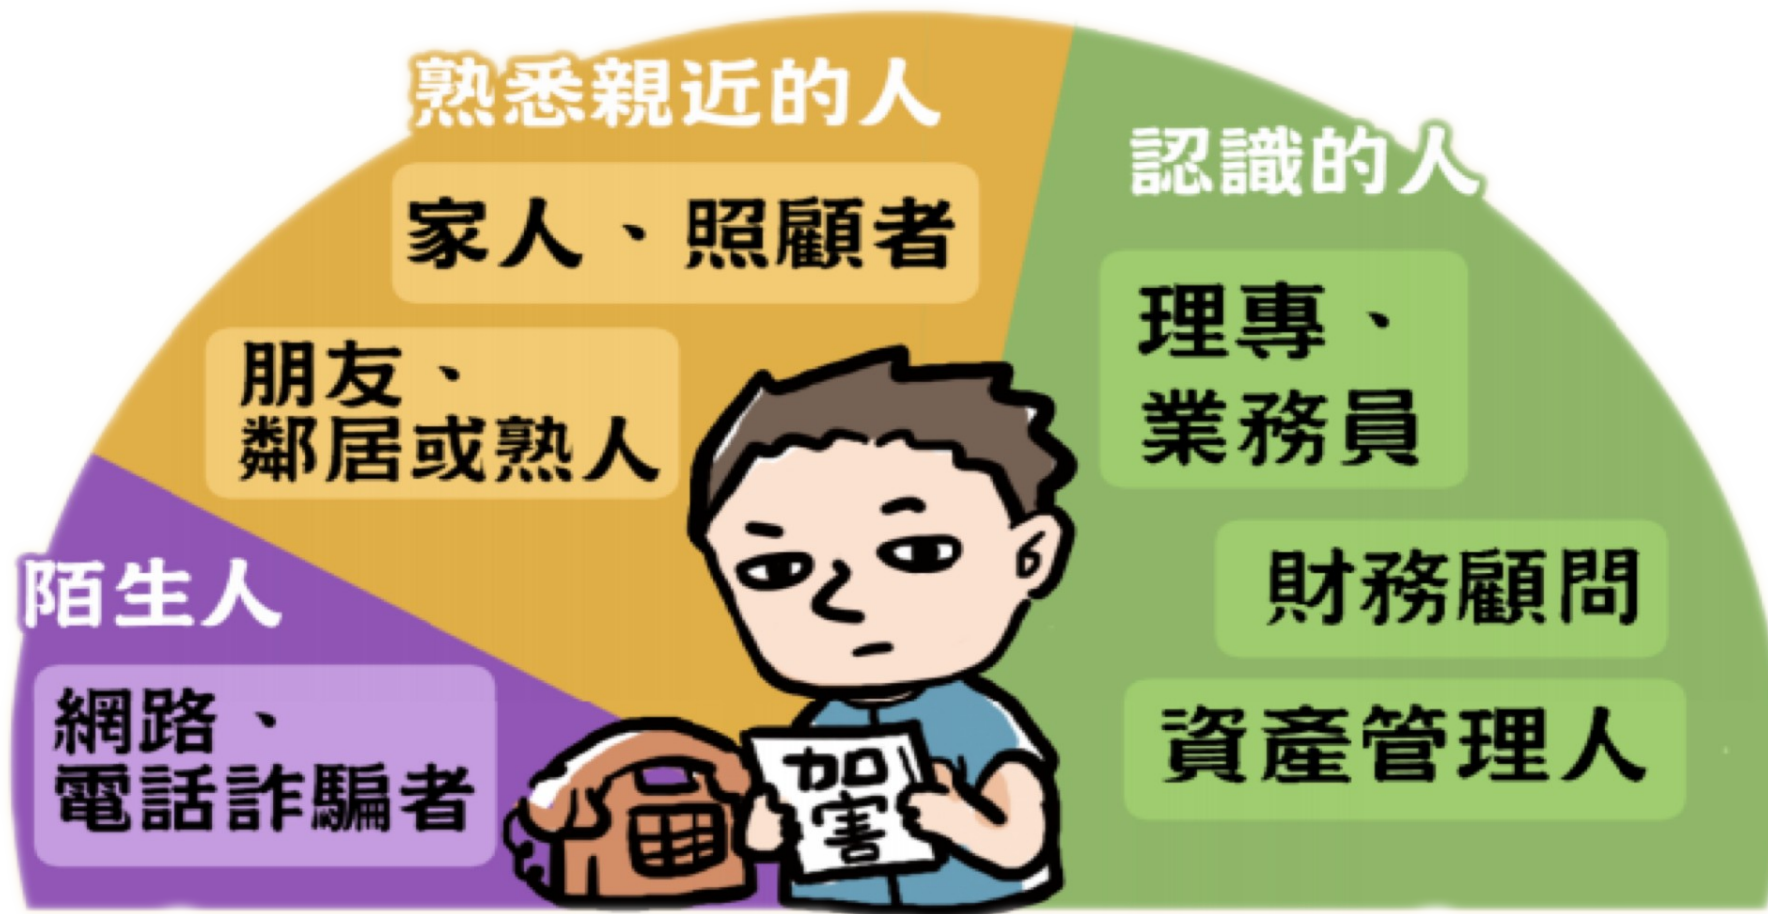 熟悉親近的人
家人、照顧者
朋友、
鄰居或熟人
認識的人
理專、
業務員
財務顧問
資產管理人
陌生人
網路、
電話詐騙者
加
害